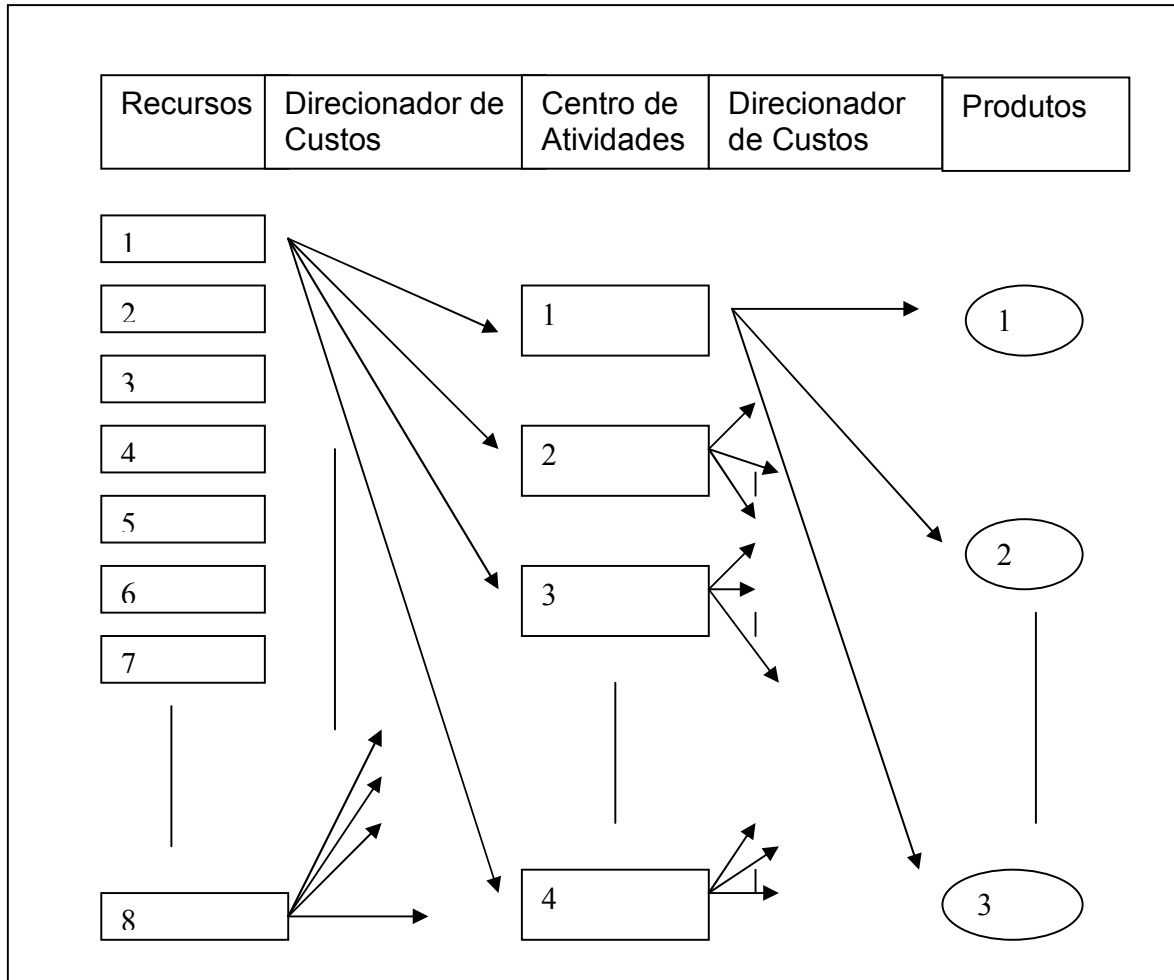 Recursos
Direcionador de
Custos
Centro de
Atividades
Direcionador
de Custos
Produtos
1
2
3
4
5
6
7
8
1
2
3
4
1
2
3